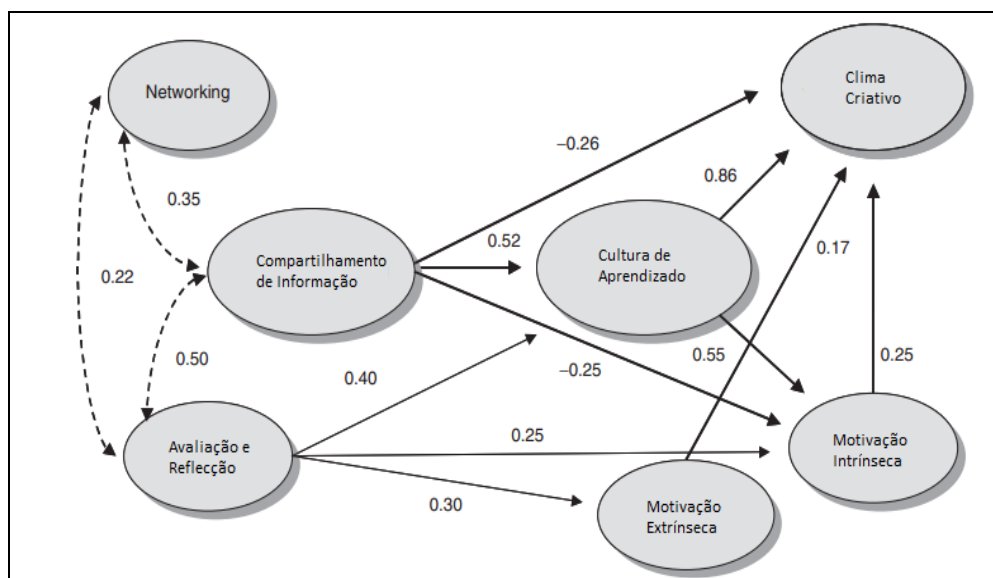 Networking
Clima
Criativo
−0.26
0.86
0.35
0.52
Cultura de
Aprendizado
0.17
Compartilhamento
de Informação
0.22
0.50
0.40
−0.25
0.55
0.25
Avaliação e
Reflecção
0.25
Motivação
Intrínseca
0.30
Motivação
Extrínseca